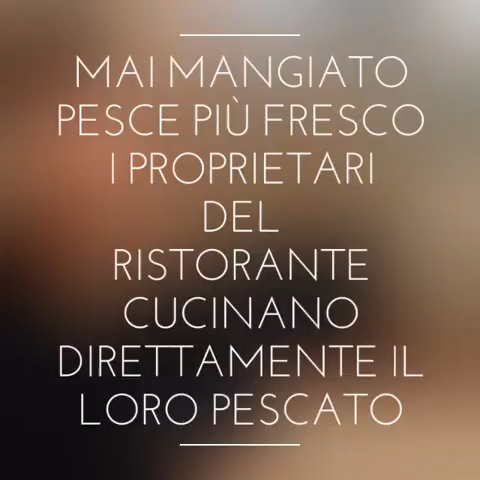 MAI MANGIATO
PESCE PIÙ FRESCO
I PROPRIETARI
DEL
RISTORANTE
CUCINANO
DIRETTAMENTE IL
LORO PESCATO